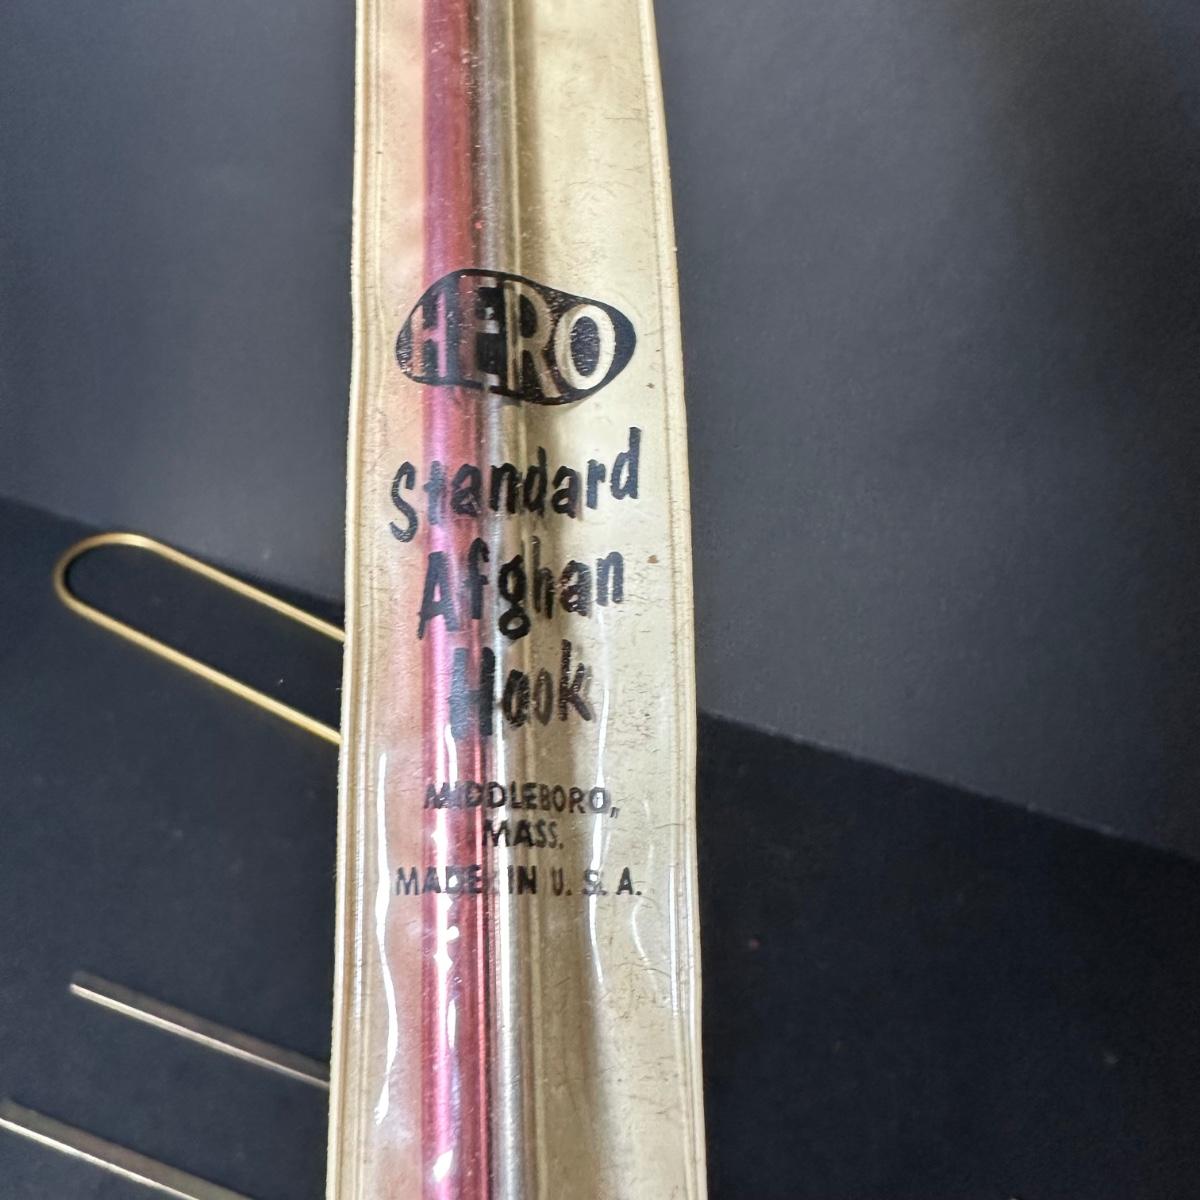 HERO
Standard
Afghan
Hook
MIDDLEBORO,
MASS.
MADE IN U. S. A.